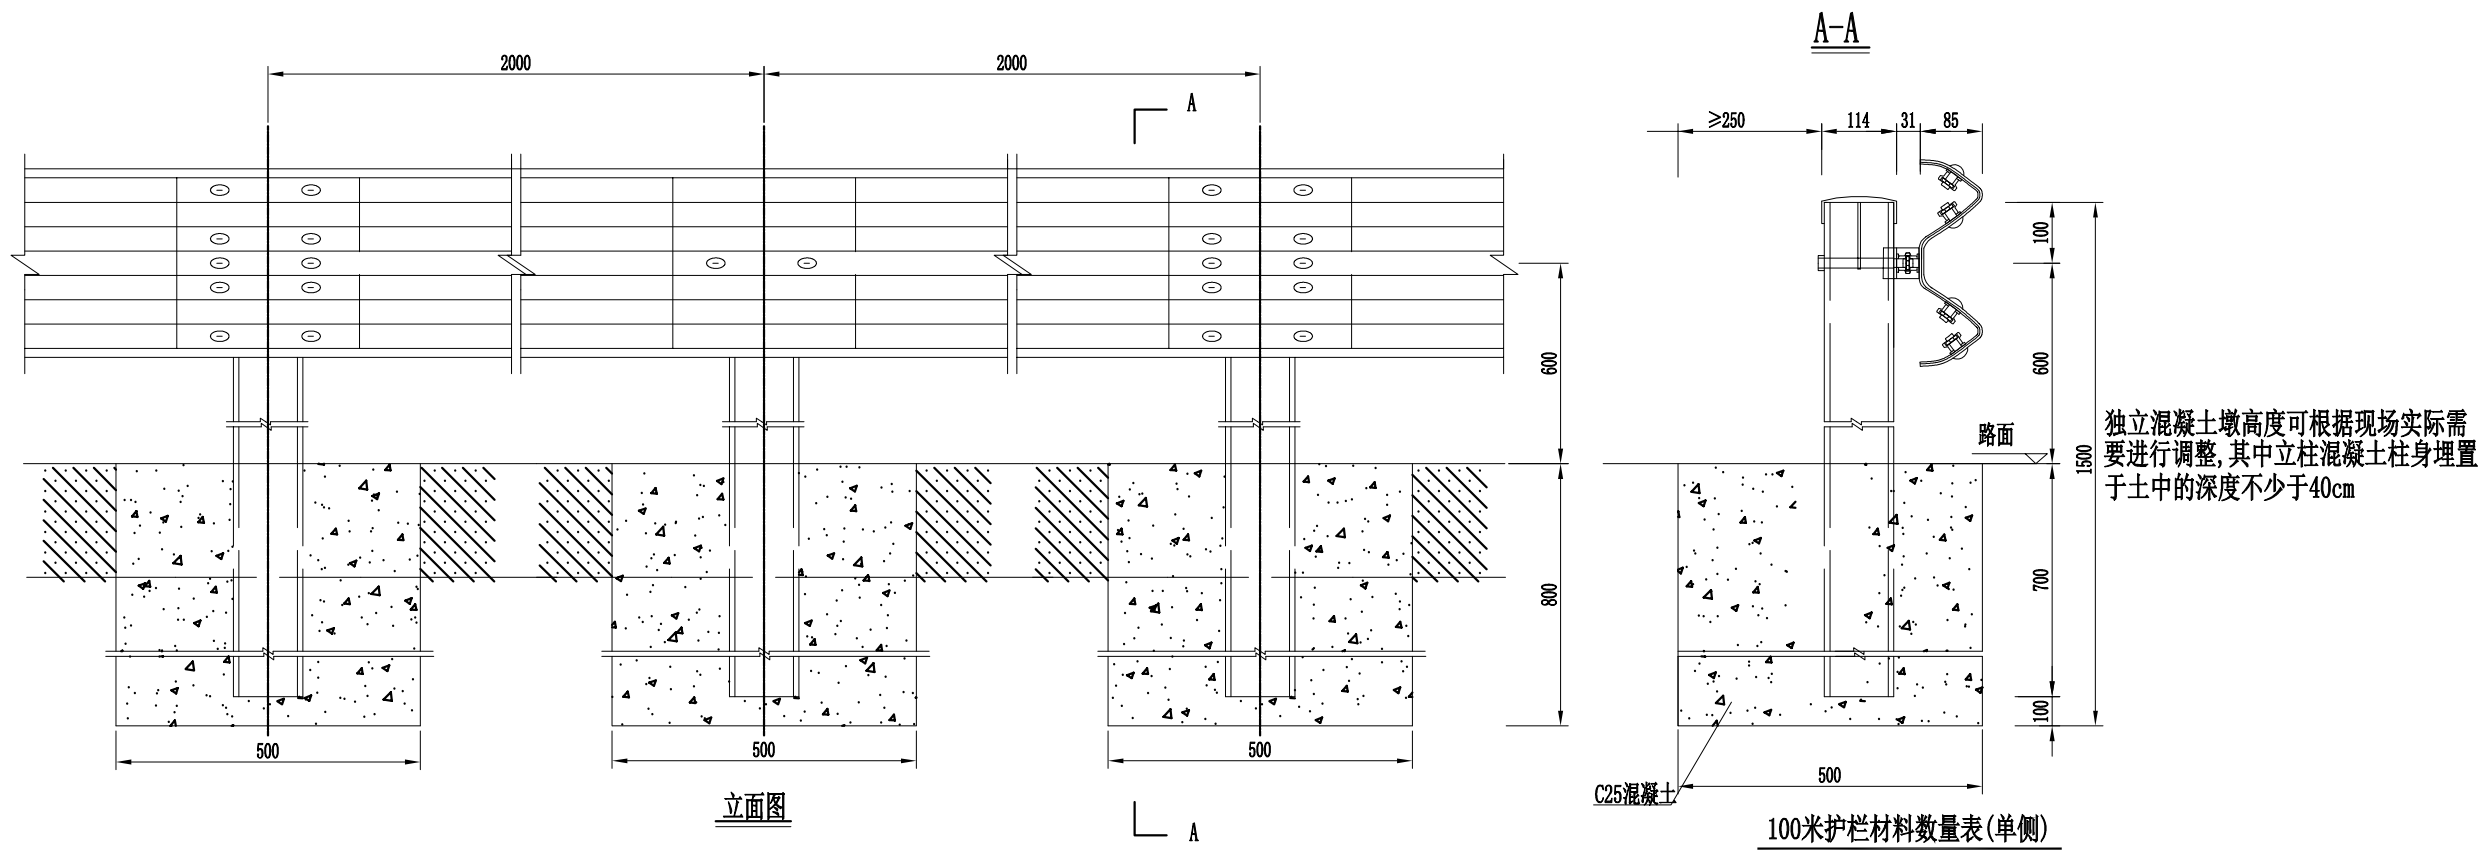 A-A
2000
2000
A
≥250
114
31
85
100
600
600
路面
1500
独立混凝土墩高度可根据现场实际需
要进行调整,其中立柱混凝土柱身埋置
于土中的深度不少于40cm
800
700
100
500
500
500
500
C25混凝土
立面图
A
100米护栏材料数量表(单侧)